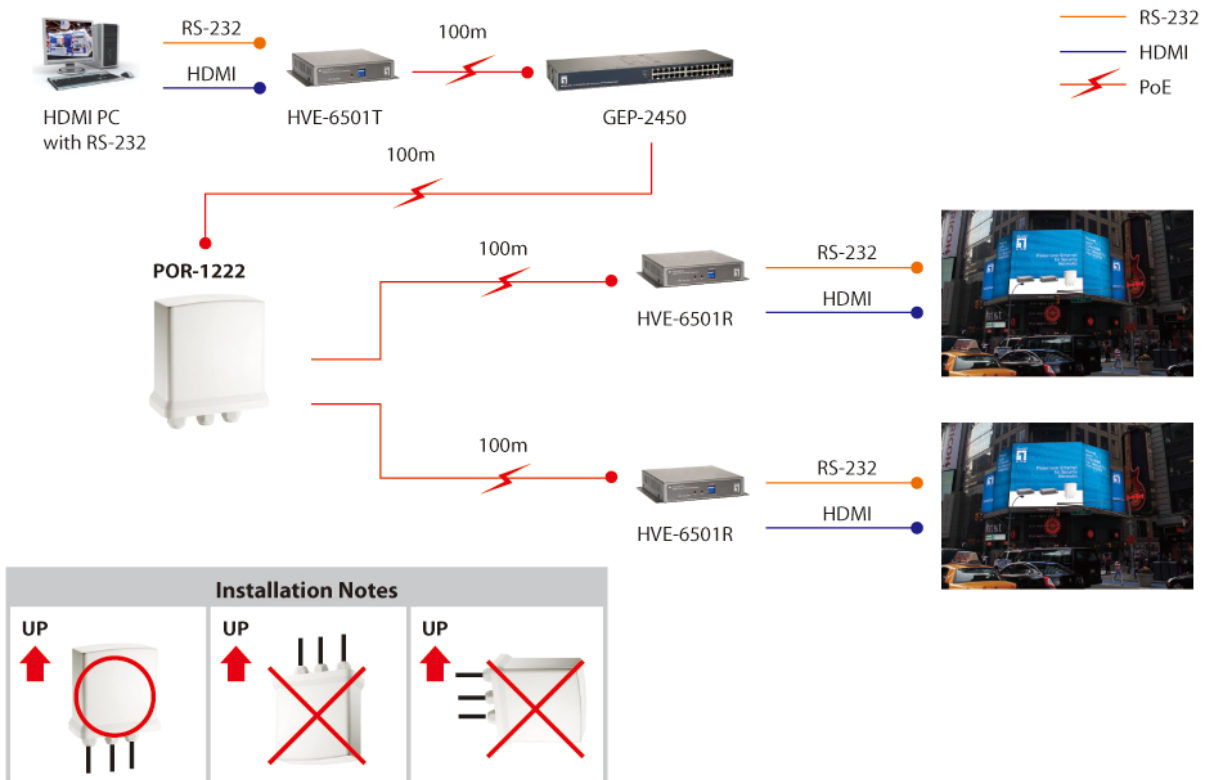 RS-232
HDMI
HDMI PC
with RS-232
HVE-6501T
100m
GEP-2450
RS-232
HDMI
PoE
100m
POR-1222
100m
HVE-6501R
RS-232
HDMI
100m
HVE-6501R
RS-232
HDMI
Installation Notes
UP
UP
UP